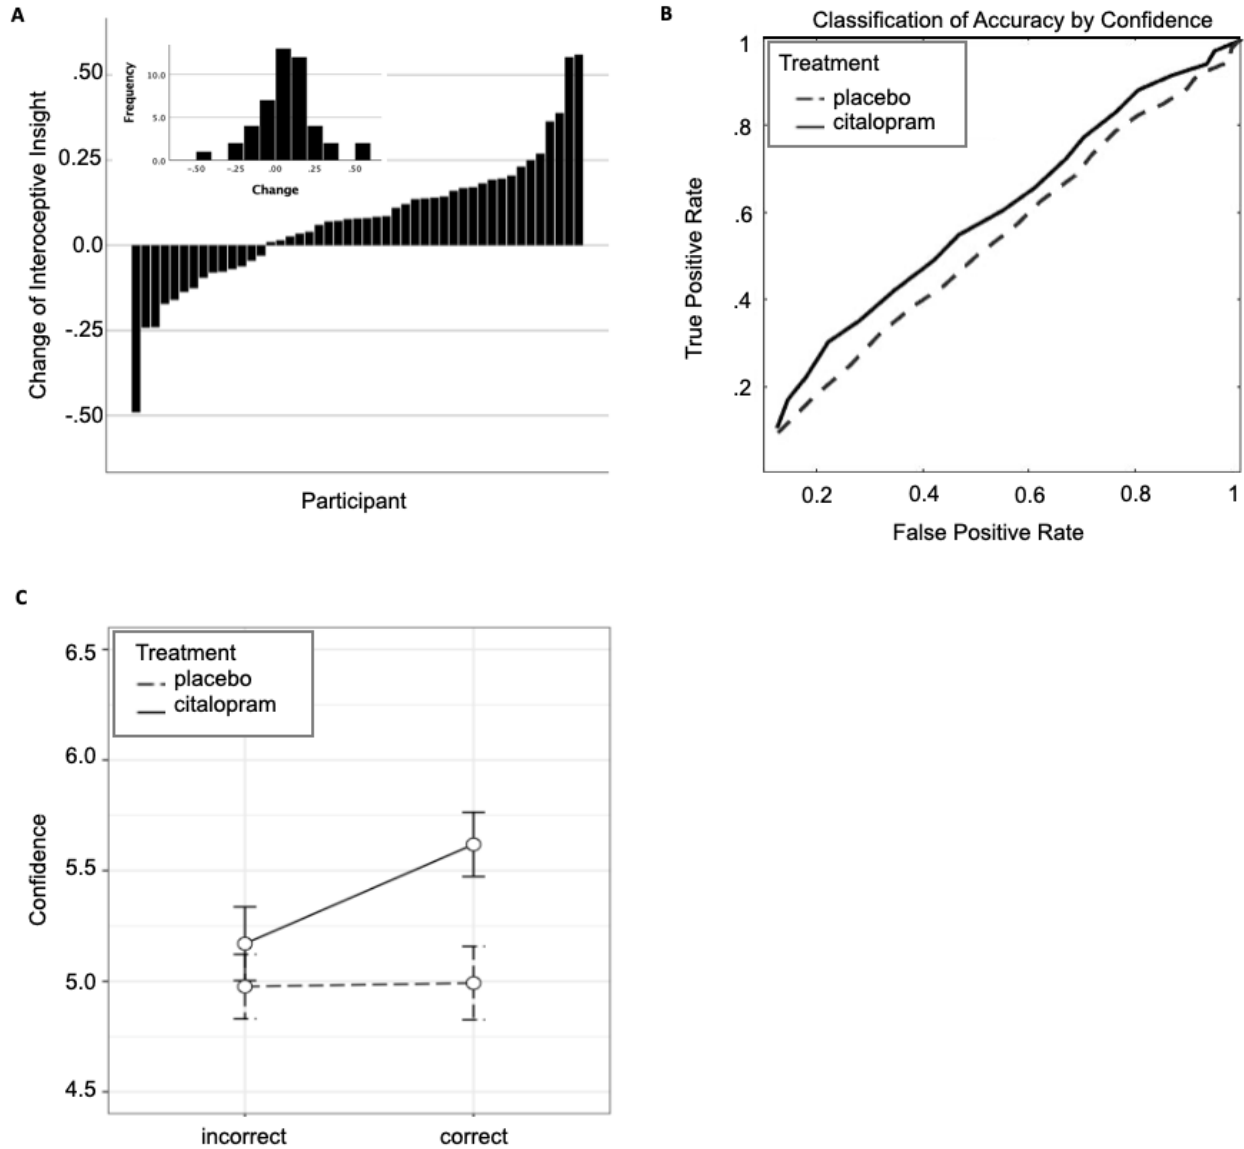 A
Change of Interoceptive Insight
.50
0.25
0.0
-.25
-.50
Participant
Frequency
10.0
5.0
0.0
-.50 -.25 .00 .25 .50
Change
B
Classification of Accuracy by Confidence
Treatment
placebo
citalopram
True Positive Rate
1
.8
.6
.4
.2
0.2 0.4 0.6 0.8 1
False Positive Rate
C
Treatment
placebo
citalopram
Confidence
6.5
6.0
5.5
5.0
4.5
incorrect correct